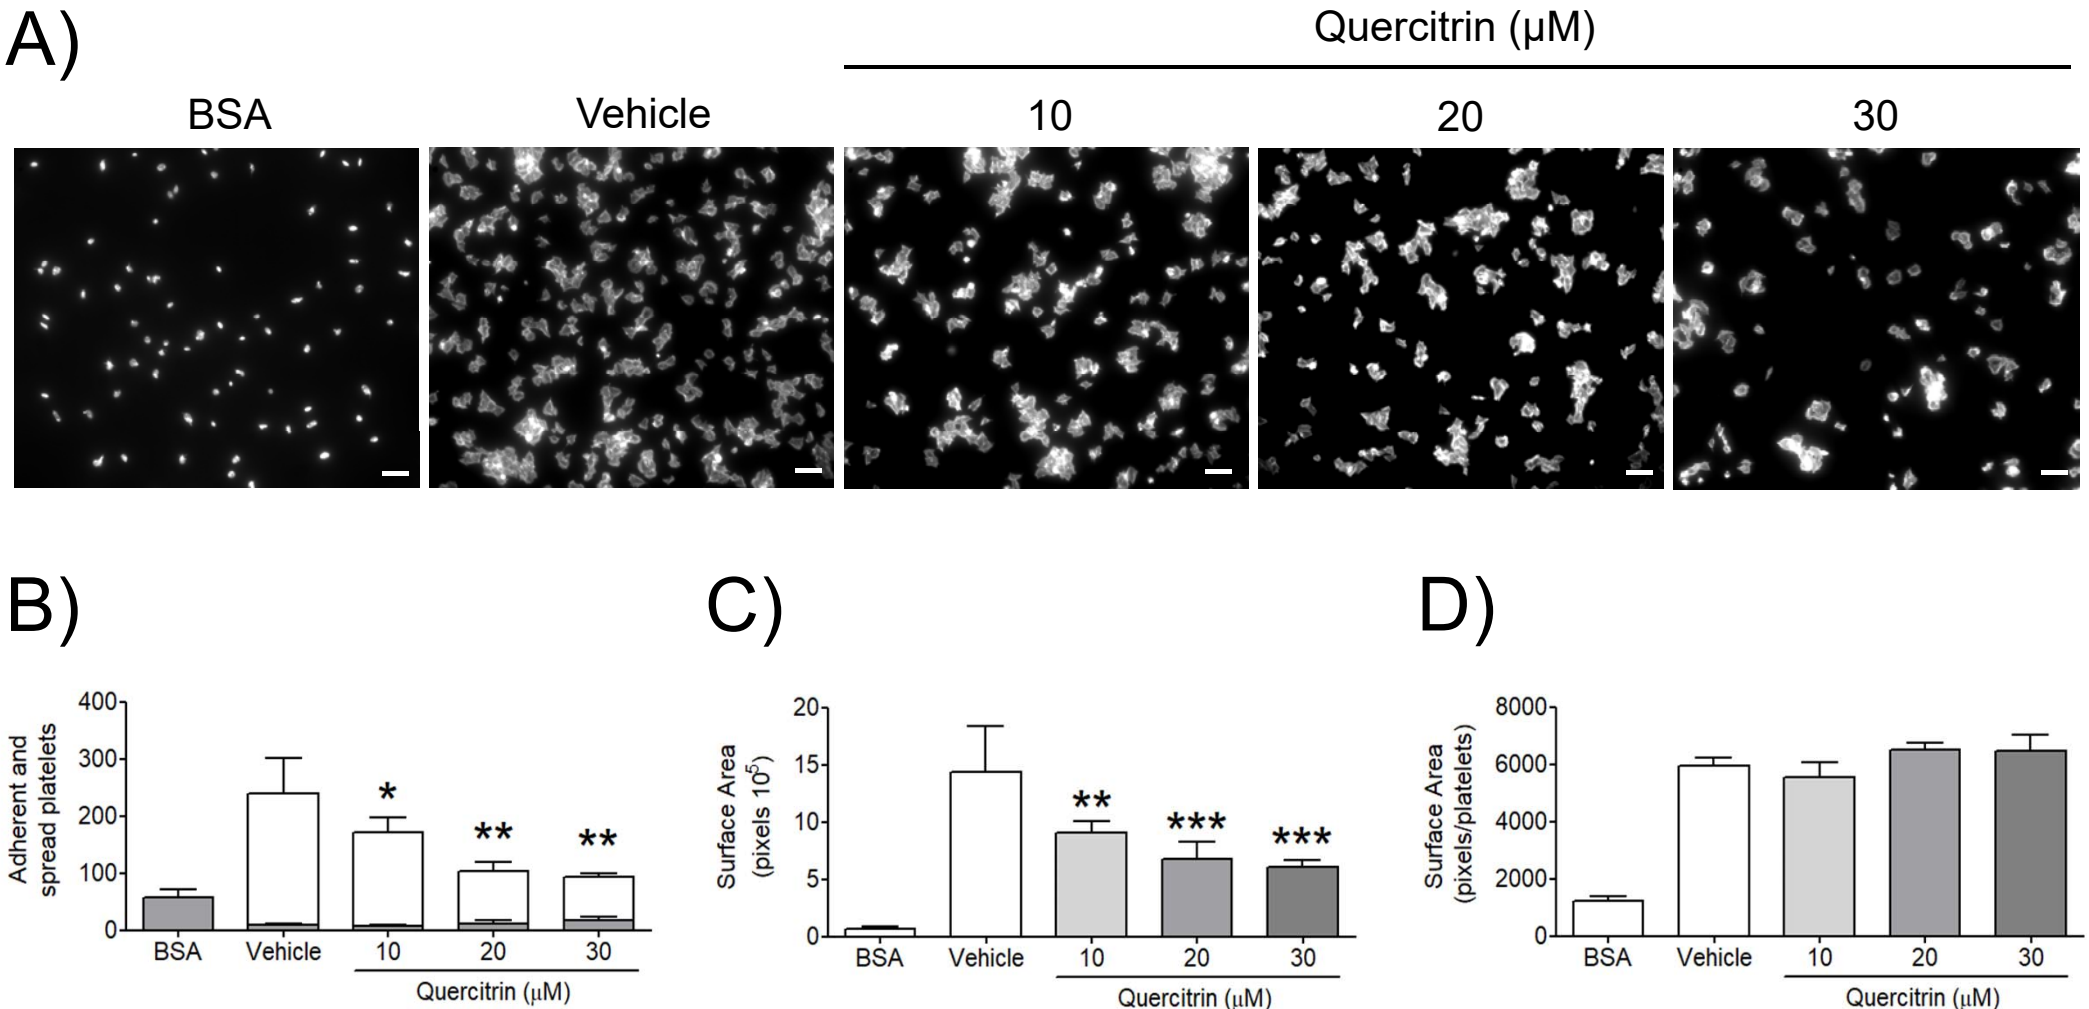 A)
Quercitrin (µM)
BSA
Vehicle
10
20
30
B)
Adherent and
spread platelets
400
300
200
100
0
*
**
**
BSA
Vehicle
10
20
30
Quercitrin (µM)
C)
Surface Area
(pixels 10⁵)
20
15
10
5
0
**
***
***
BSA
Vehicle
10
20
30
Quercitrin (µM)
D)
Surface Area
(pixels/platelets)
8000
6000
4000
2000
0
BSA
Vehicle
10
20
30
Quercitrin (µM)